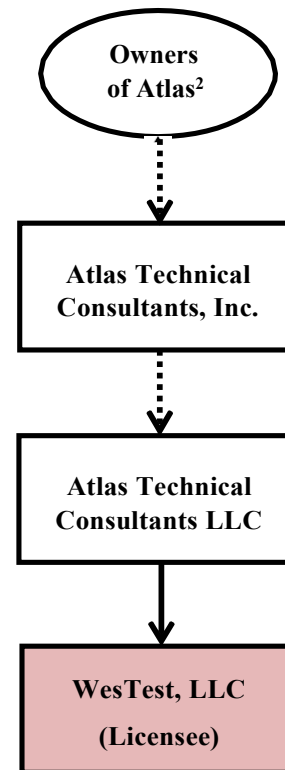 Owners
of Atlas²
Atlas Technical
Consultants, Inc.
Atlas Technical
Consultants LLC
WesTest, LLC
(Licensee)